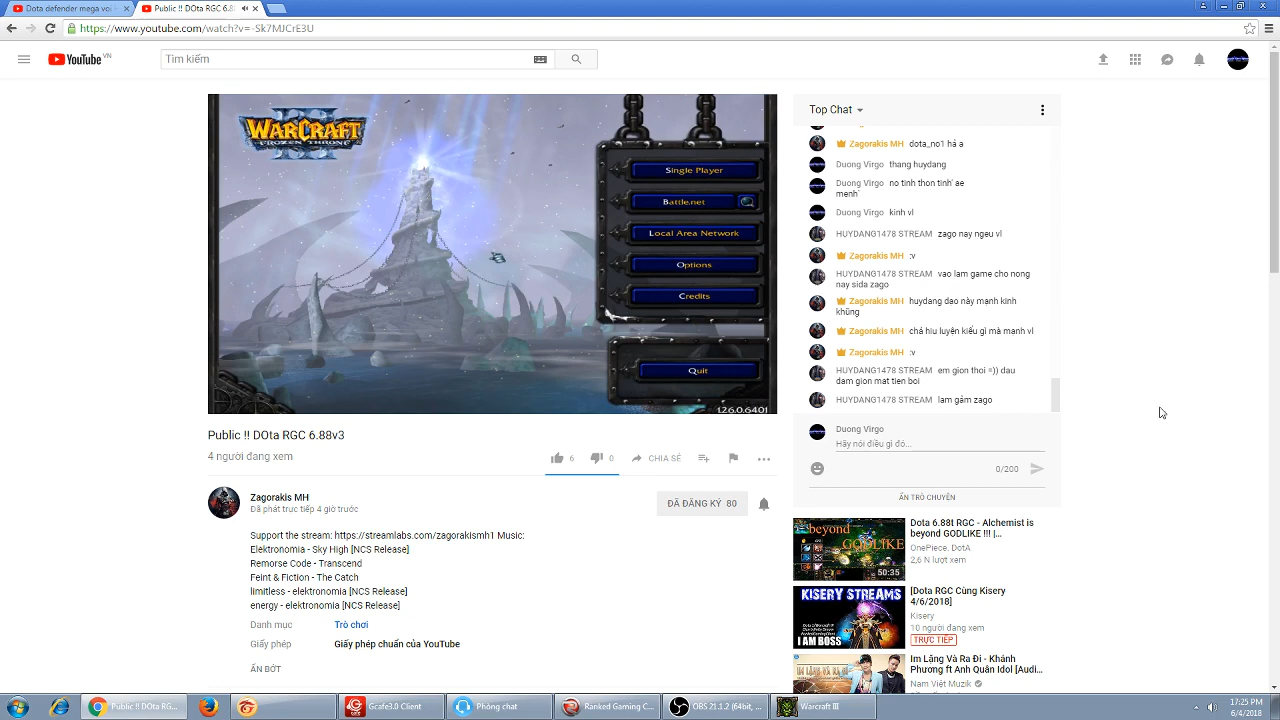 Dota defender mega voi -
Public !! DOta RGC 6.8
https://www.youtube.com/watch?v=-Sk7MJCrE3U
YouTube VN
Tìm kiếm
WARCRAFT III
FROZEN THRONE
Single Player
Battle.net
Local Area Network
Options
Credits
Quit
1.26.0.6401
Top Chat
Zagorakis MH dota_no1 hả a
Duong Virgo thang huydang
Duong Virgo no tinh thon tinh' ae
menh`
Duong Virgo kinh vl
HUYDANG1478 STREAM zago nay ngeu vl
Zagorakis MH :v
HUYDANG1478 STREAM vao lam game cho nong
nay sida zago
Zagorakis MH huydang dạo này mạnh kinh
khủng
Zagorakis MH chả hỉu luyện kiểu gì mà mạnh vl
Zagorakis MH :v
HUYDANG1478 STREAM em gion thoi =)) dau
dam gion mat tien boi
HUYDANG1478 STREAM lam gảm zago
Duong Virgo
Hãy nói điều gì đó...
0/200
ẨN TRÒ CHUYỆN
Public !! DOta RGC 6.88v3
4 người đang xem
6 0 CHIA SẺ
Zagorakis MH
Đã phát trực tiếp 4 giờ trước
ĐÃ ĐĂNG KÝ 80
Support the stream: https://streamlabs.com/zagorakismh1 Music:
Elektronomia - Sky High [NCS Release]
Remorse Code - Transcend
Feint & Fiction - The Catch
limitless - elektronomia [NCS Release]
energy - elektronomia [NCS Release]
Danh mục Trò chơi
Giấy phép Giấy phép chuẩn của YouTube
ẨN BỚT
beyond
GODLIKE
50:35
Dota 6.88t RGC - Alchemist is
beyond GODLIKE !!! |...
OnePiece. DotA
2,6 N lượt xem
KISERY STREAMS
I AM BOSS
[Dota RGC Cùng Kisery
4/6/2018]
Kisery
10 người đang xem
TRỰC TIẾP
IM LẶNG VÀ RA ĐI
Im Lặng Và Ra Đi - Khánh
Phương ft Anh Quân Idol [Audi...
Nam Việt Muzik
Public !! DOta RG...
Gcafe3.0 Client
Phòng chat
Ranked Gaming C...
OBS 21.1.2 (64bit, ...
Warcraft III
17:25 PM
6/4/2018